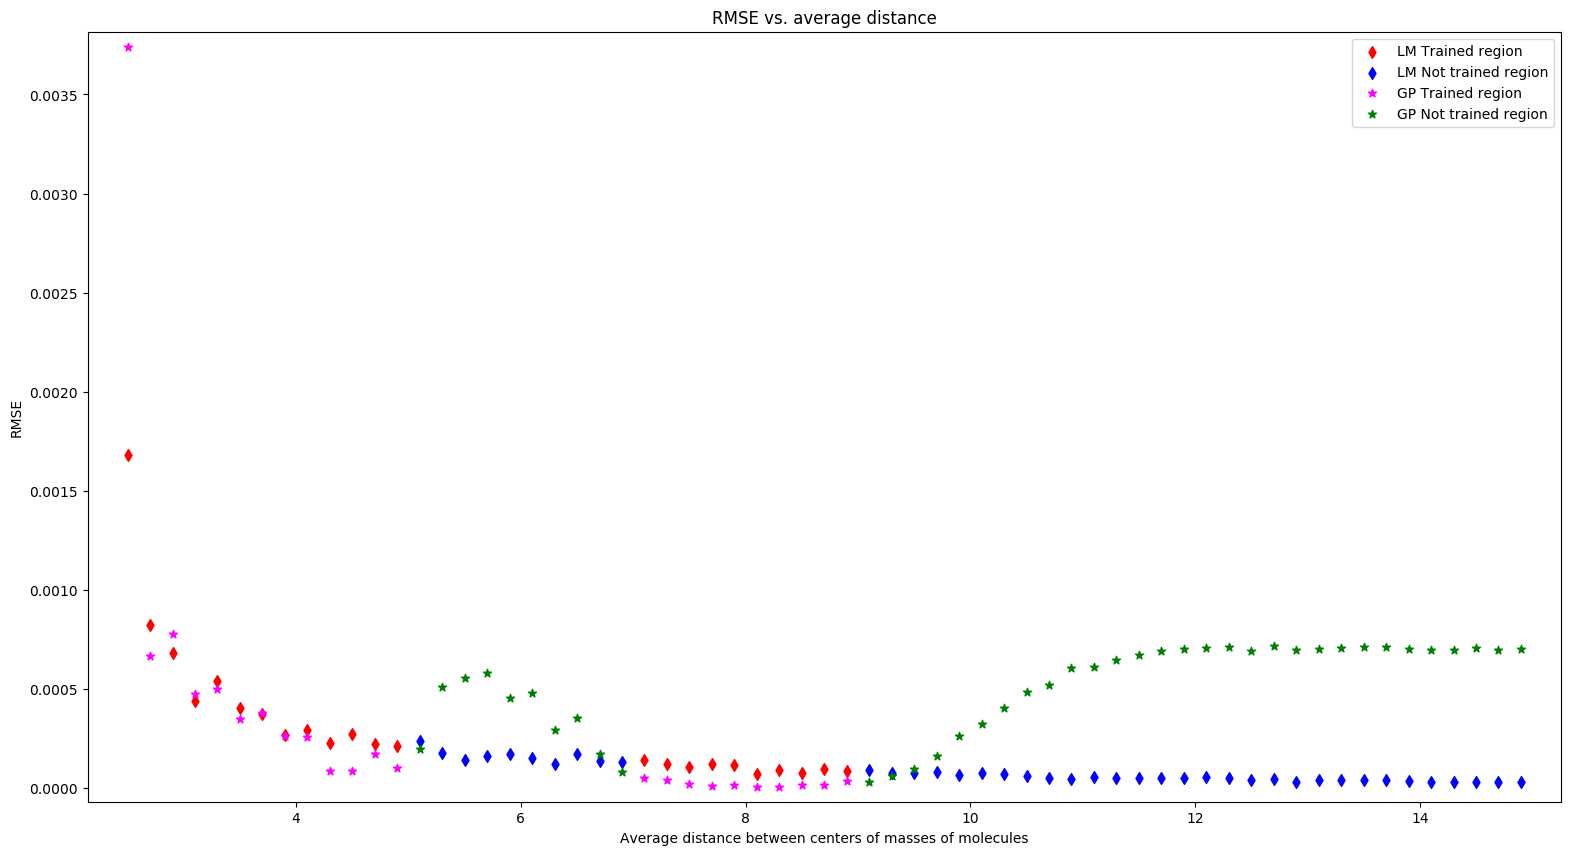 RMSE vs. average distance
LM Trained region
LM Not trained region
GP Trained region
GP Not trained region
RMSE
0.0035
0.0030
0.0025
0.0020
0.0015
0.0010
0.0005
0.0000
4 6 8 10 12 14
Average distance between centers of masses of molecules